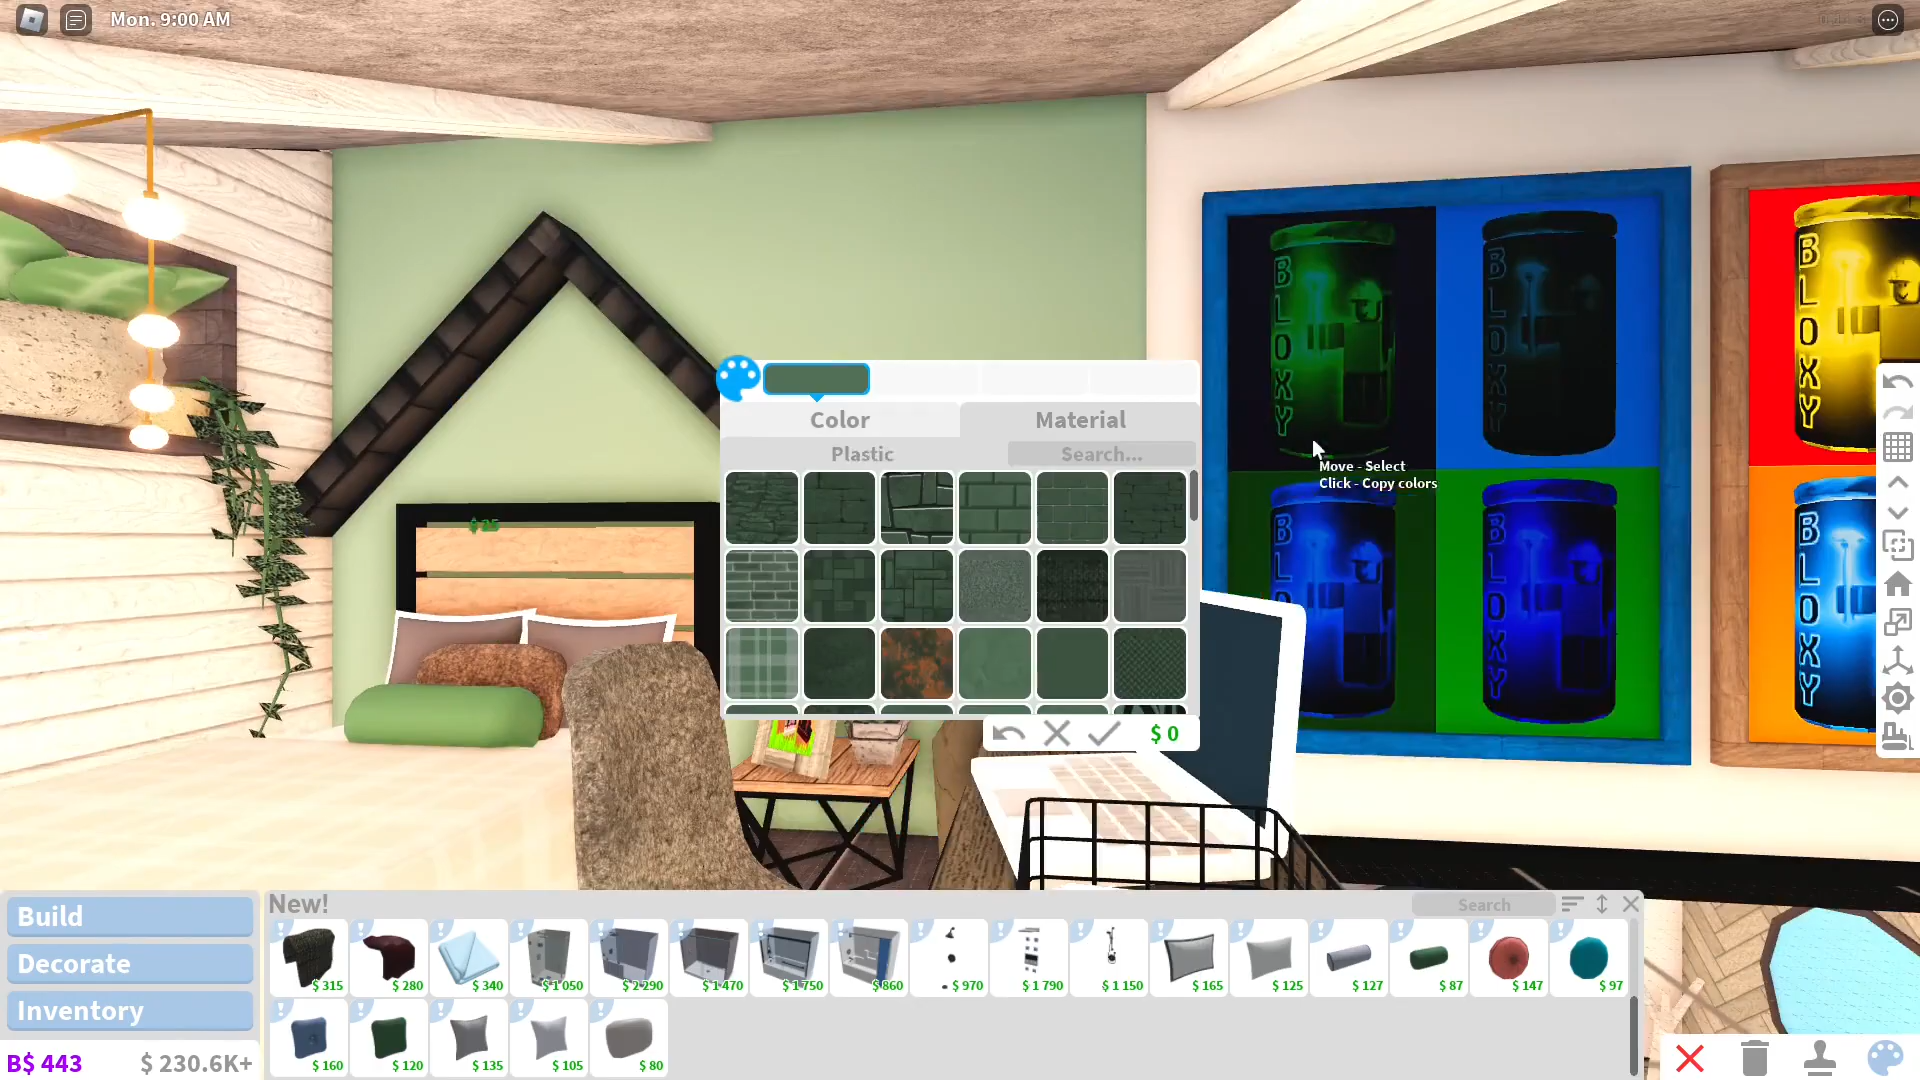 Mon. 9:00 AM
BLOXY
BLOXY
BLOXY
BLOXY
BLOXY
BLOXY
Color
Material
Plastic
Search...
Move - Select
Click - Copy colors
$ 0
Build
Decorate
Inventory
B$ 443
$ 230.6K+
New!
Search
$ 315
$ 280
$ 340
$ 1 050
$ 2 290
$ 1 470
$ 1 750
$ 860
$ 970
$ 1 790
$ 1 150
$ 165
$ 125
$ 127
$ 87
$ 147
$ 97
$ 160
$ 120
$ 135
$ 105
$ 80